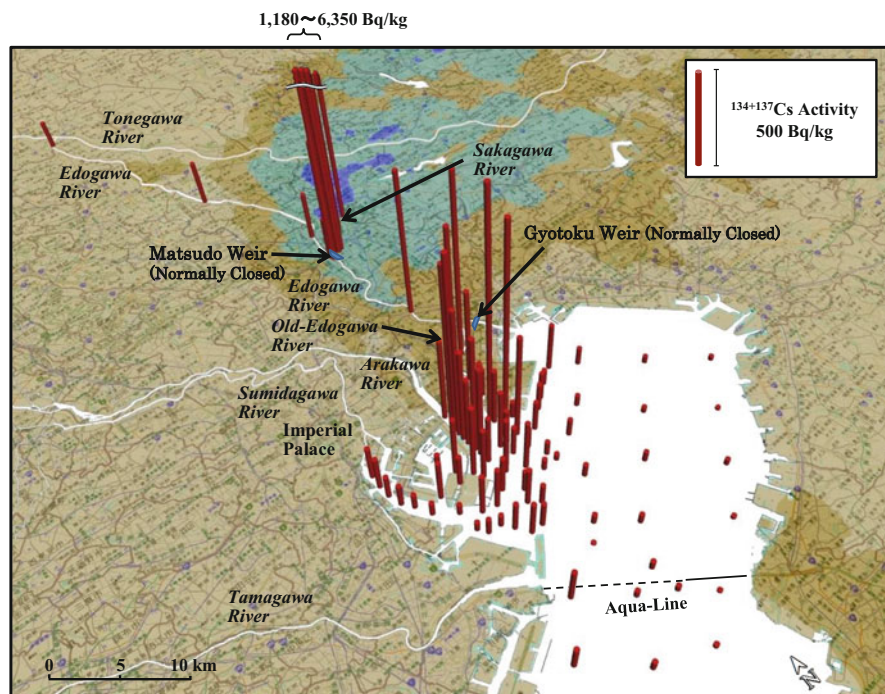 1,180～6,350 Bq/kg
134+137Cs Activity
500 Bq/kg
Tonegawa
River
Edogawa
River
Sakagawa
River
Gyotoku Weir (Normally Closed)
Matsudo Weir
(Normally Closed)
Edogawa
River
Old-Edogawa
River
Arakawa
River
Sumidagawa
River
Imperial
Palace
Tamagawa
River
Aqua-Line
0 5 10 km
N